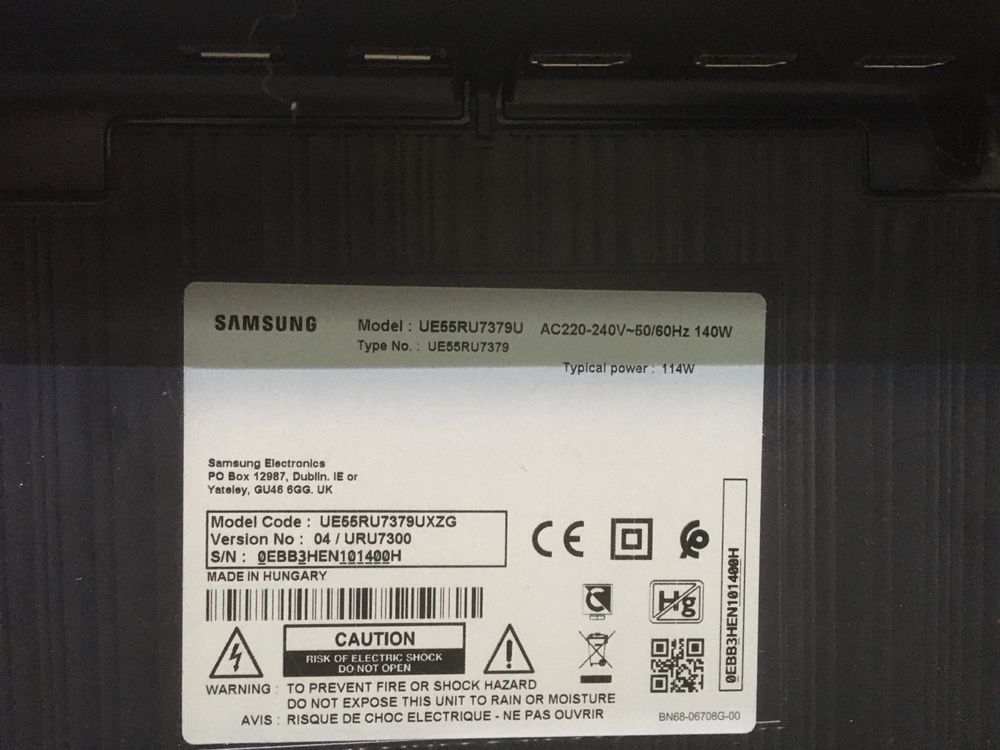 SAMSUNG
Model : UE55RU7379U AC220-240V~50/60Hz 140W
Type No. : UE55RU7379
Typical power : 114W
Samsung Electronics
PO Box 12987, Dublin. IE or
Yateley, GU46 6GG. UK
Model Code : UE55RU7379UXZG
Version No : 04 / URU7300
S/N : 0EBB3HEN101400H
MADE IN HUNGARY
CE
Hg
0EBB3HEN101400H
CAUTION
RISK OF ELECTRIC SHOCK
DO NOT OPEN
WARNING : TO PREVENT FIRE OR SHOCK HAZARD
DO NOT EXPOSE THIS UNIT TO RAIN OR MOISTURE
AVIS : RISQUE DE CHOC ELECTRIQUE - NE PAS OUVRIR
BN68-06708G-00